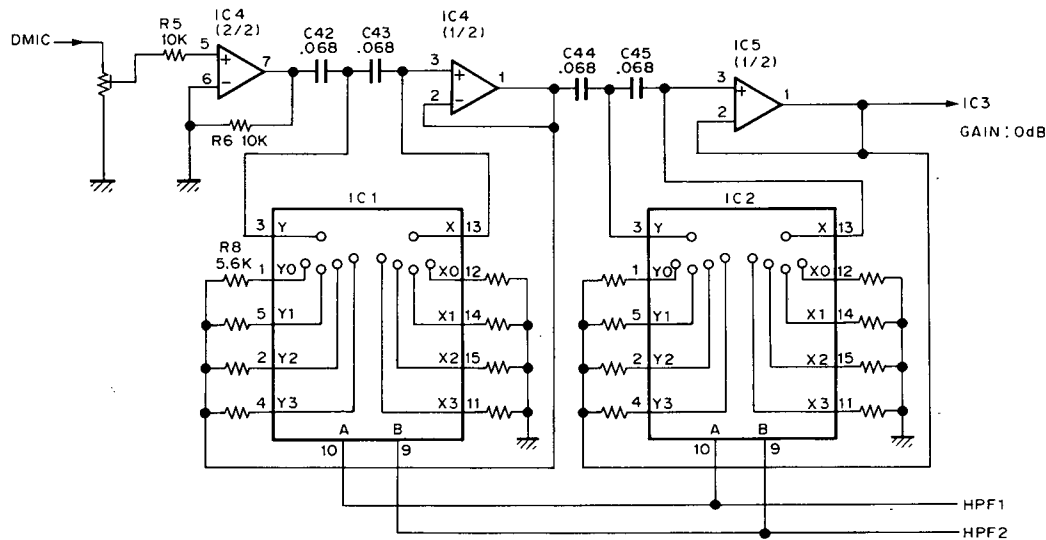 DMIC
R5
10K
IC4
(2/2)
5
+
6
−
7
R6 10K
C42
.068
C43
.068
IC4
(1/2)
3
+
2
−
1
C44
.068
C45
.068
IC5
(1/2)
3
+
2
−
1
IC3
GAIN : 0dB
IC1
3 Y
X 13
R8
5.6K
1 Y0
X0 12
5 Y1
X1 14
2 Y2
X2 15
4 Y3
X3 11
A B
10 9
IC2
3 Y
X 13
1 Y0
X0 12
5 Y1
X1 14
2 Y2
X2 15
4 Y3
X3 11
A B
10 9
HPF1
HPF2